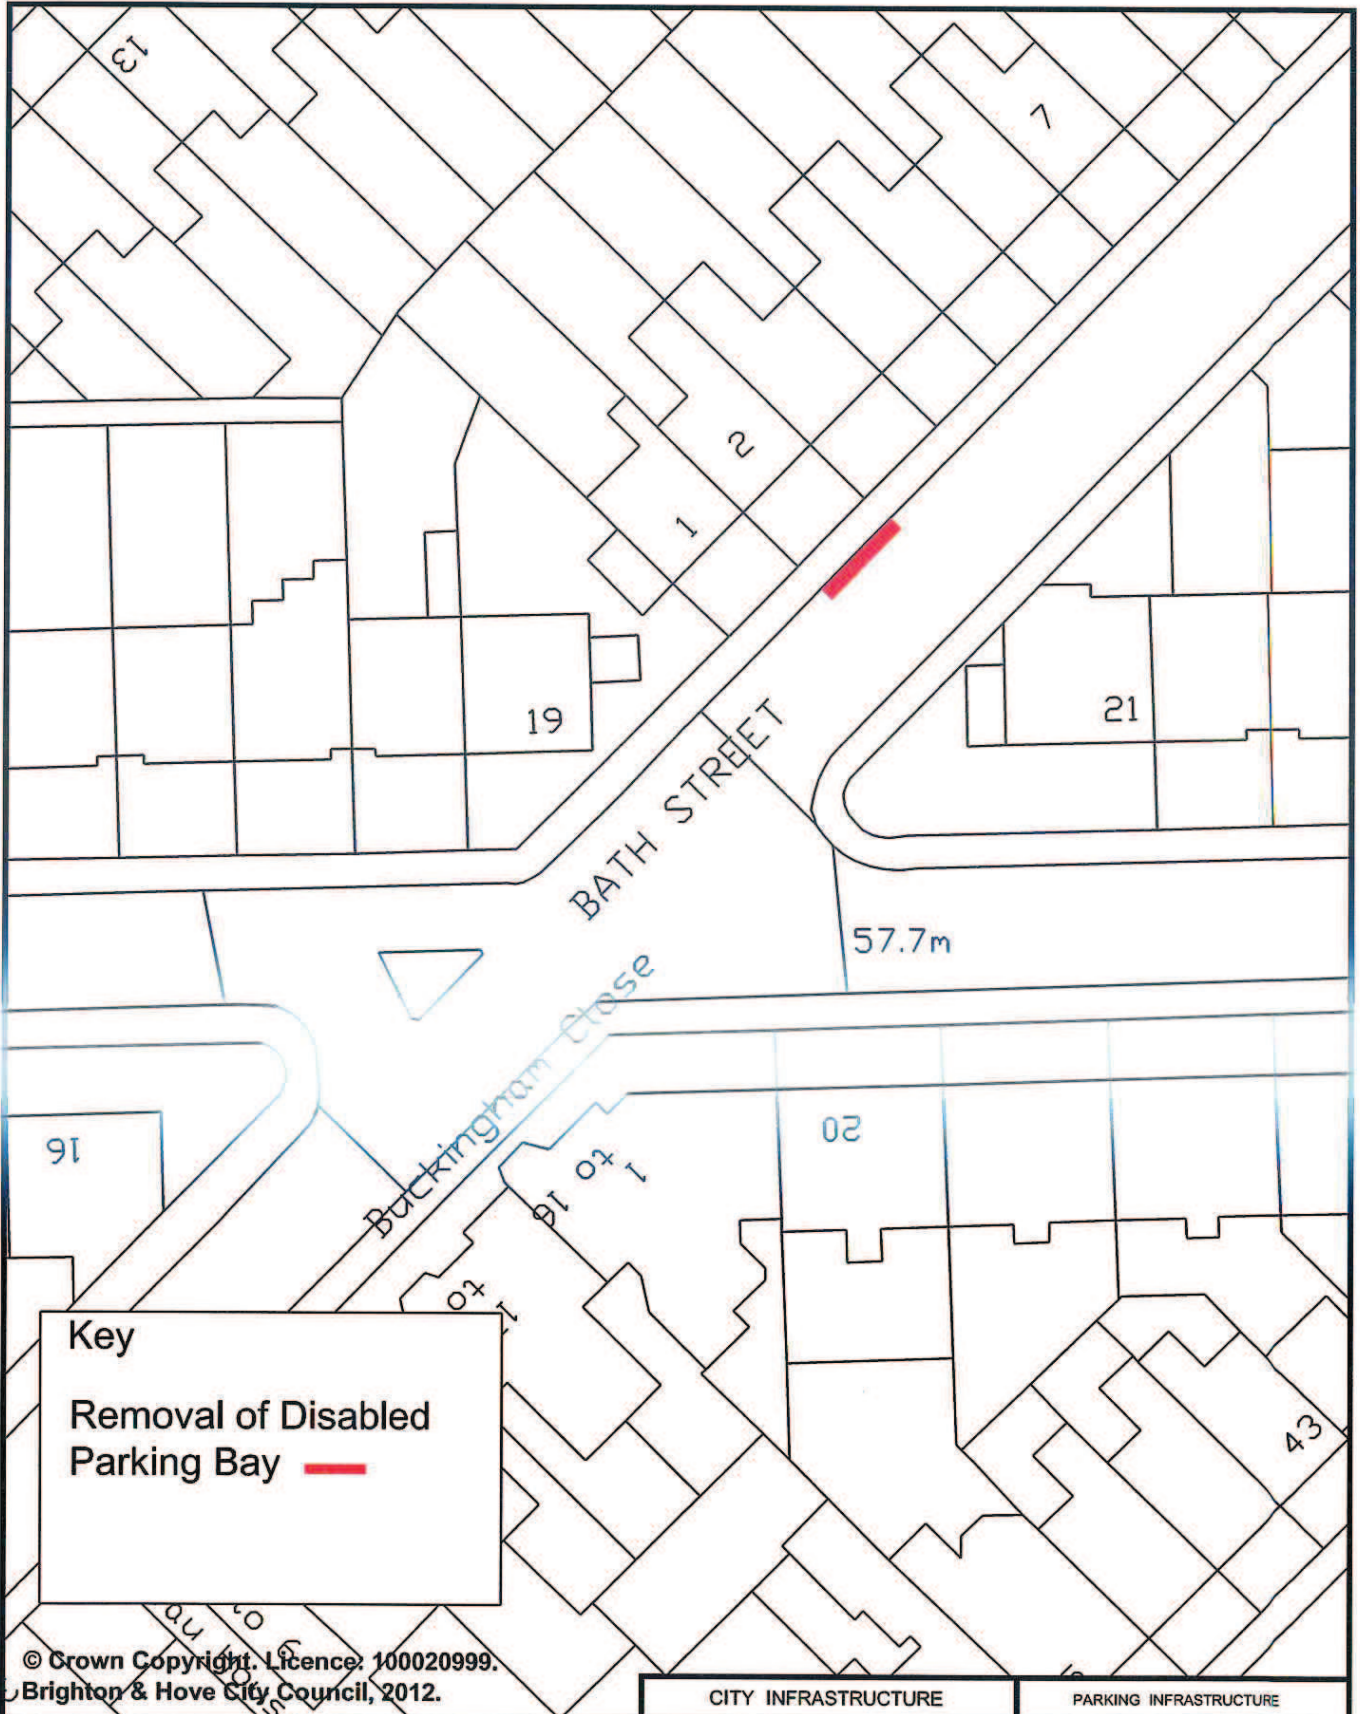 13
7
2
1
19
21
BATH STREET
57.7m
Buckingham Close
16
20
1
to
16
to
43
Key
Removal of Disabled
Parking Bay
© Crown Copyright. Licence: 100020999.
Brighton & Hove City Council, 2012.
CITY INFRASTRUCTURE
PARKING INFRASTRUCTURE